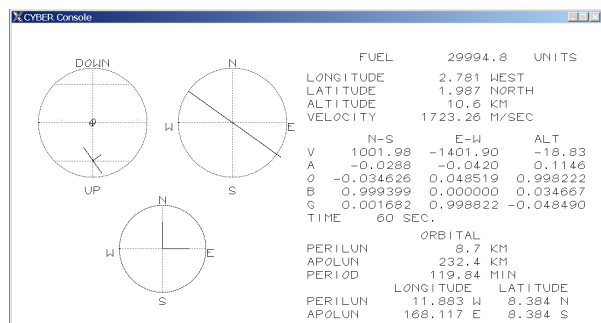 CYBER Console
DOWN
UP
N
W E
S
N
W E
S
FUEL 29994.8 UNITS
LONGITUDE 2.781 WEST
LATITUDE 1.987 NORTH
ALTITUDE 10.6 KM
VELOCITY 1723.26 M/SEC
N-S E-W ALT
V 1001.98 -1401.90 -18.83
A -0.0288 -0.0420 0.1146
O -0.034626 0.048519 0.998222
B 0.999399 0.000000 0.034667
G 0.001682 0.998822 -0.048490
TIME 60 SEC.
ORBITAL
PERILUN 8.7 KM
APOLUN 232.4 KM
PERIOD 119.84 MIN
LONGITUDE LATITUDE
PERILUN 11.883 W 8.384 N
APOLUN 168.117 E 8.384 S